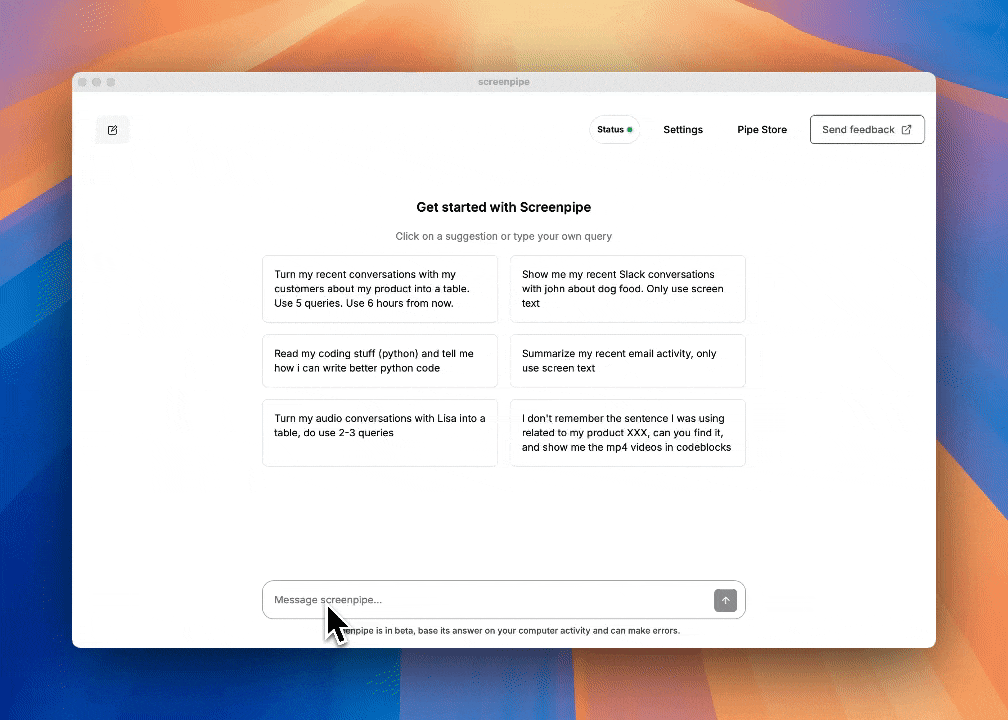 screenpipe
Status
Settings
Pipe Store
Send feedback
Get started with Screenpipe
Click on a suggestion or type your own query
Turn my recent conversations with my
customers about my product into a table.
Use 5 queries. Use 6 hours from now.
Show me my recent Slack conversations
with john about dog food. Only use screen
text
Read my coding stuff (python) and tell me
how i can write better python code
Summarize my recent email activity, only
use screen text
Turn my audio conversations with Lisa into a
table, do use 2-3 queries
I don't remember the sentence I was using
related to my product XXX, can you find it,
and show me the mp4 videos in codeblocks
Message screenpipe...
is in beta, base its answer on your computer activity and can make errors.